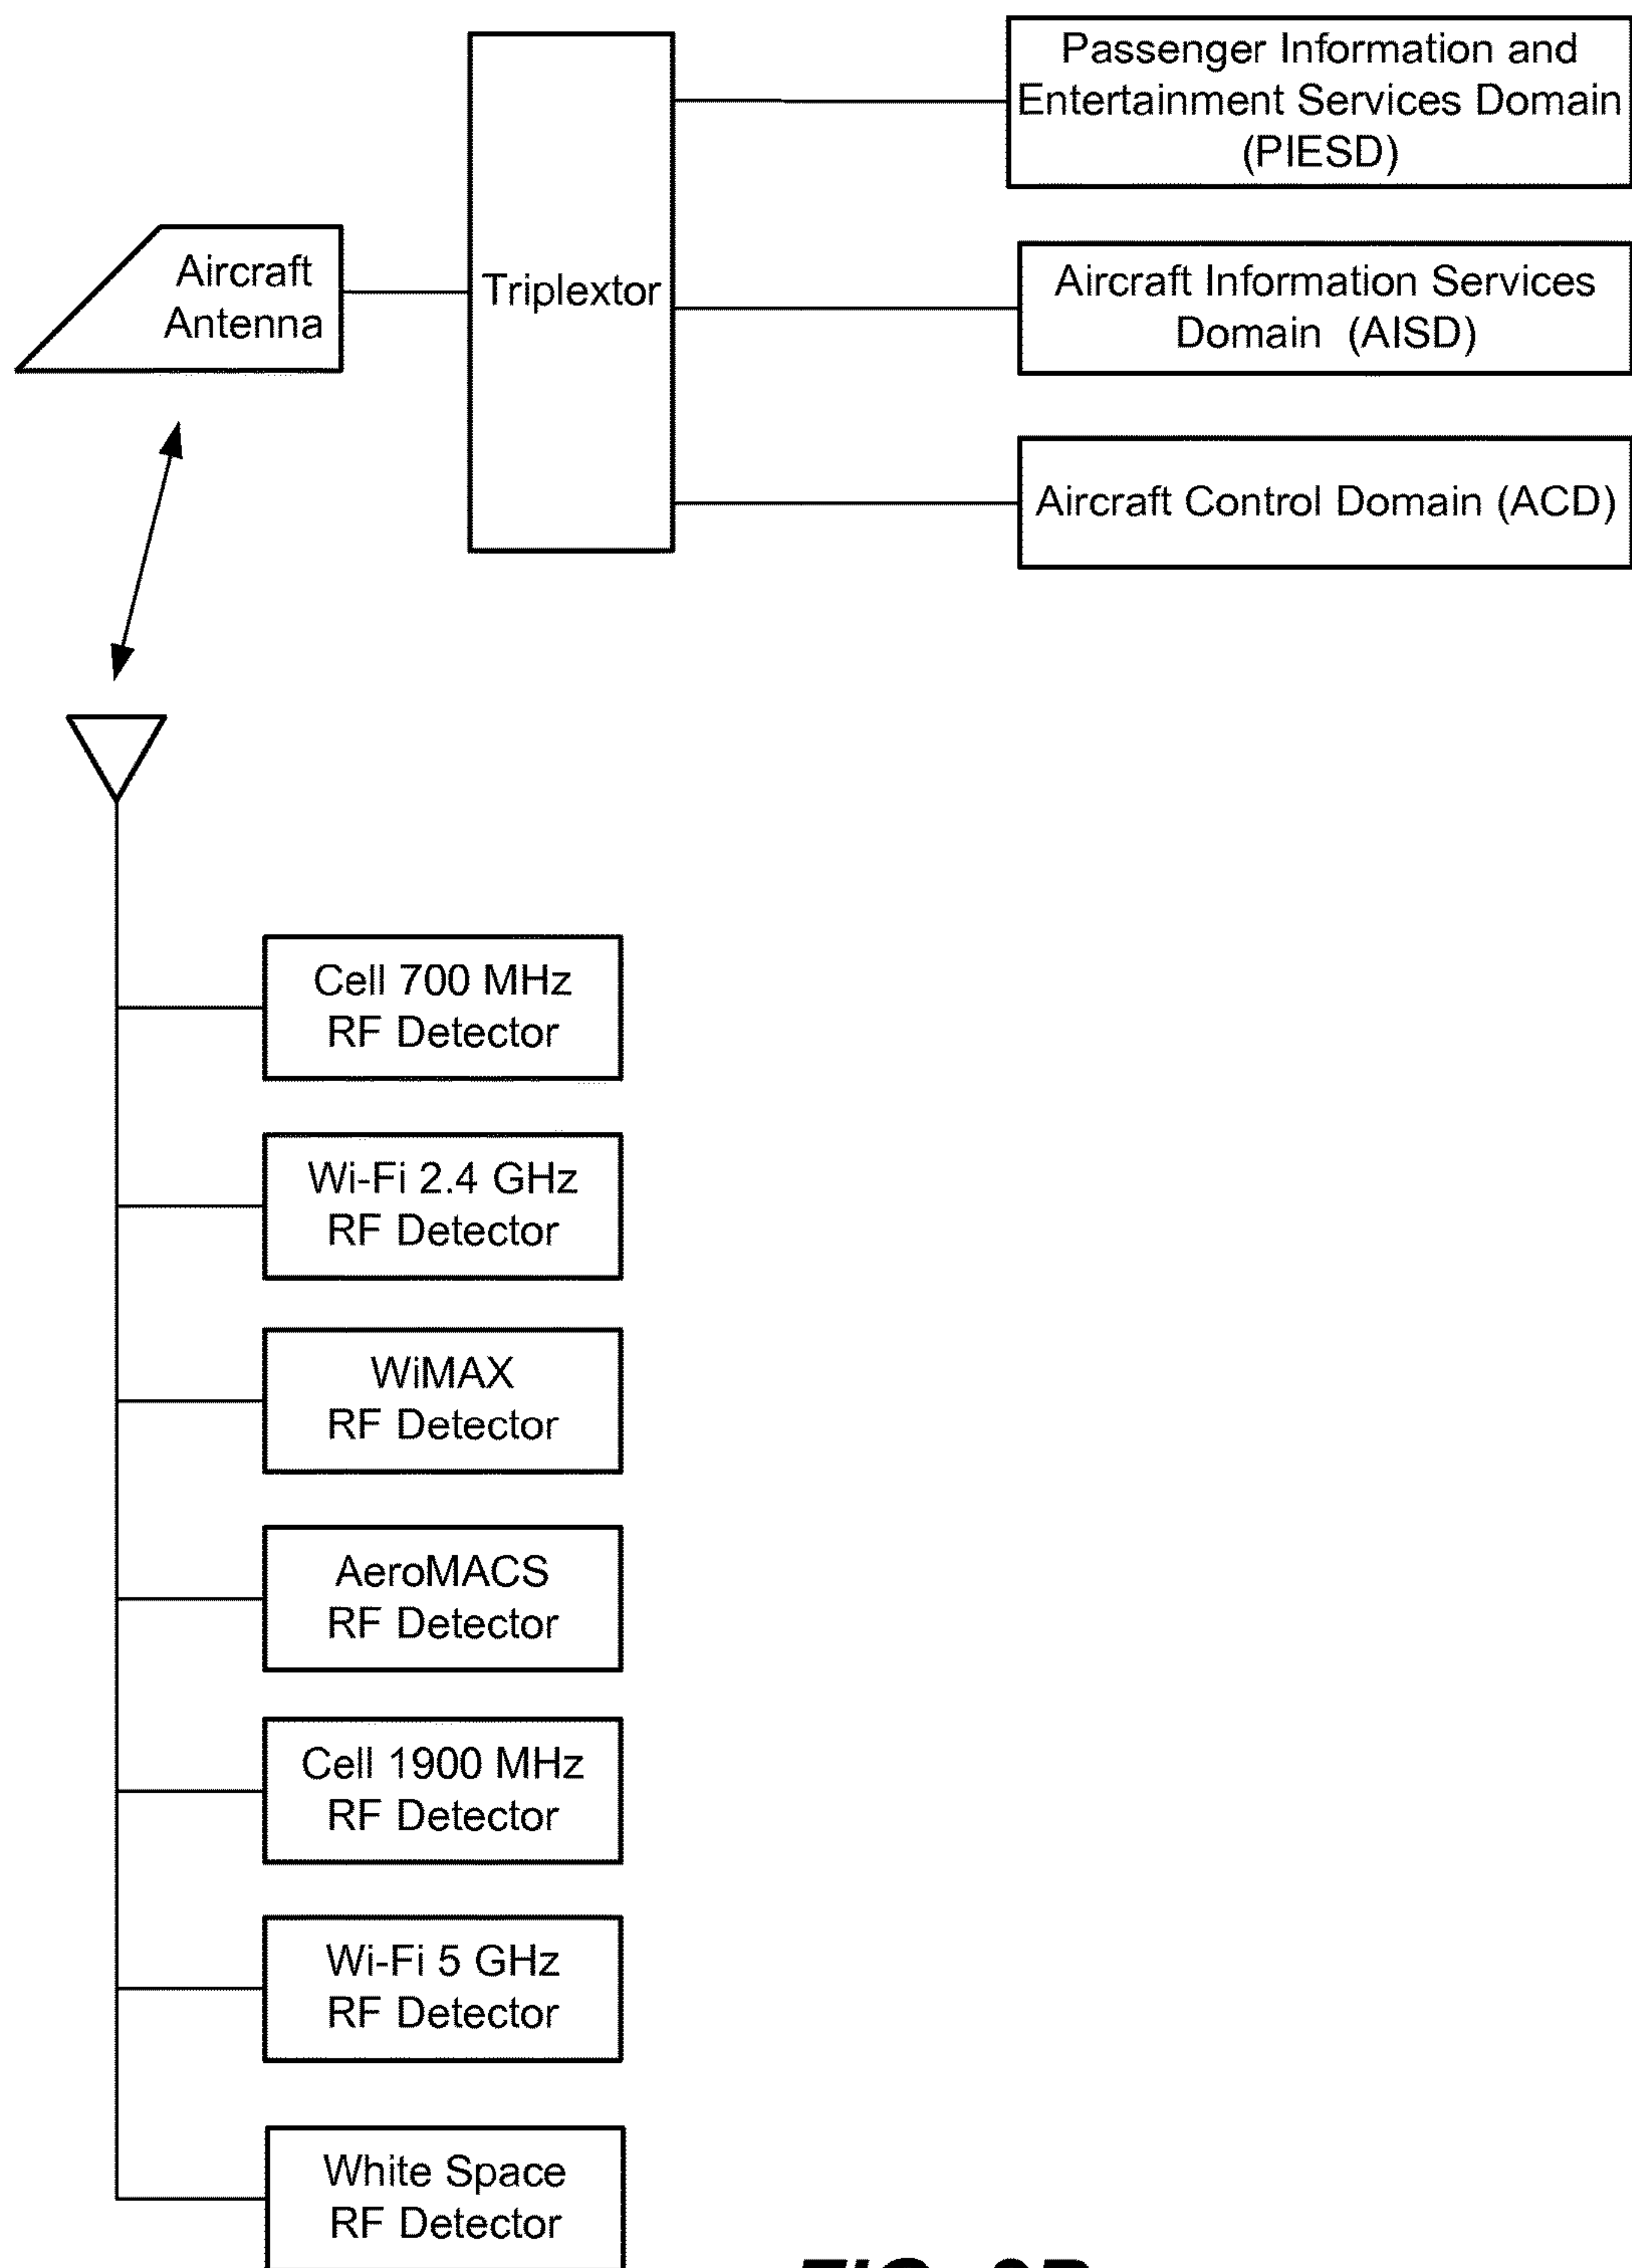 Passenger Information and
Entertainment Services Domain
(PIESD)
Aircraft
Antenna
Triplextor
Aircraft Information Services
Domain (AISD)
Aircraft Control Domain (ACD)
Cell 700 MHz
RF Detector
Wi-Fi 2.4 GHz
RF Detector
WiMAX
RF Detector
AeroMACS
RF Detector
Cell 1900 MHz
RF Detector
Wi-Fi 5 GHz
RF Detector
White Space
RF Detector